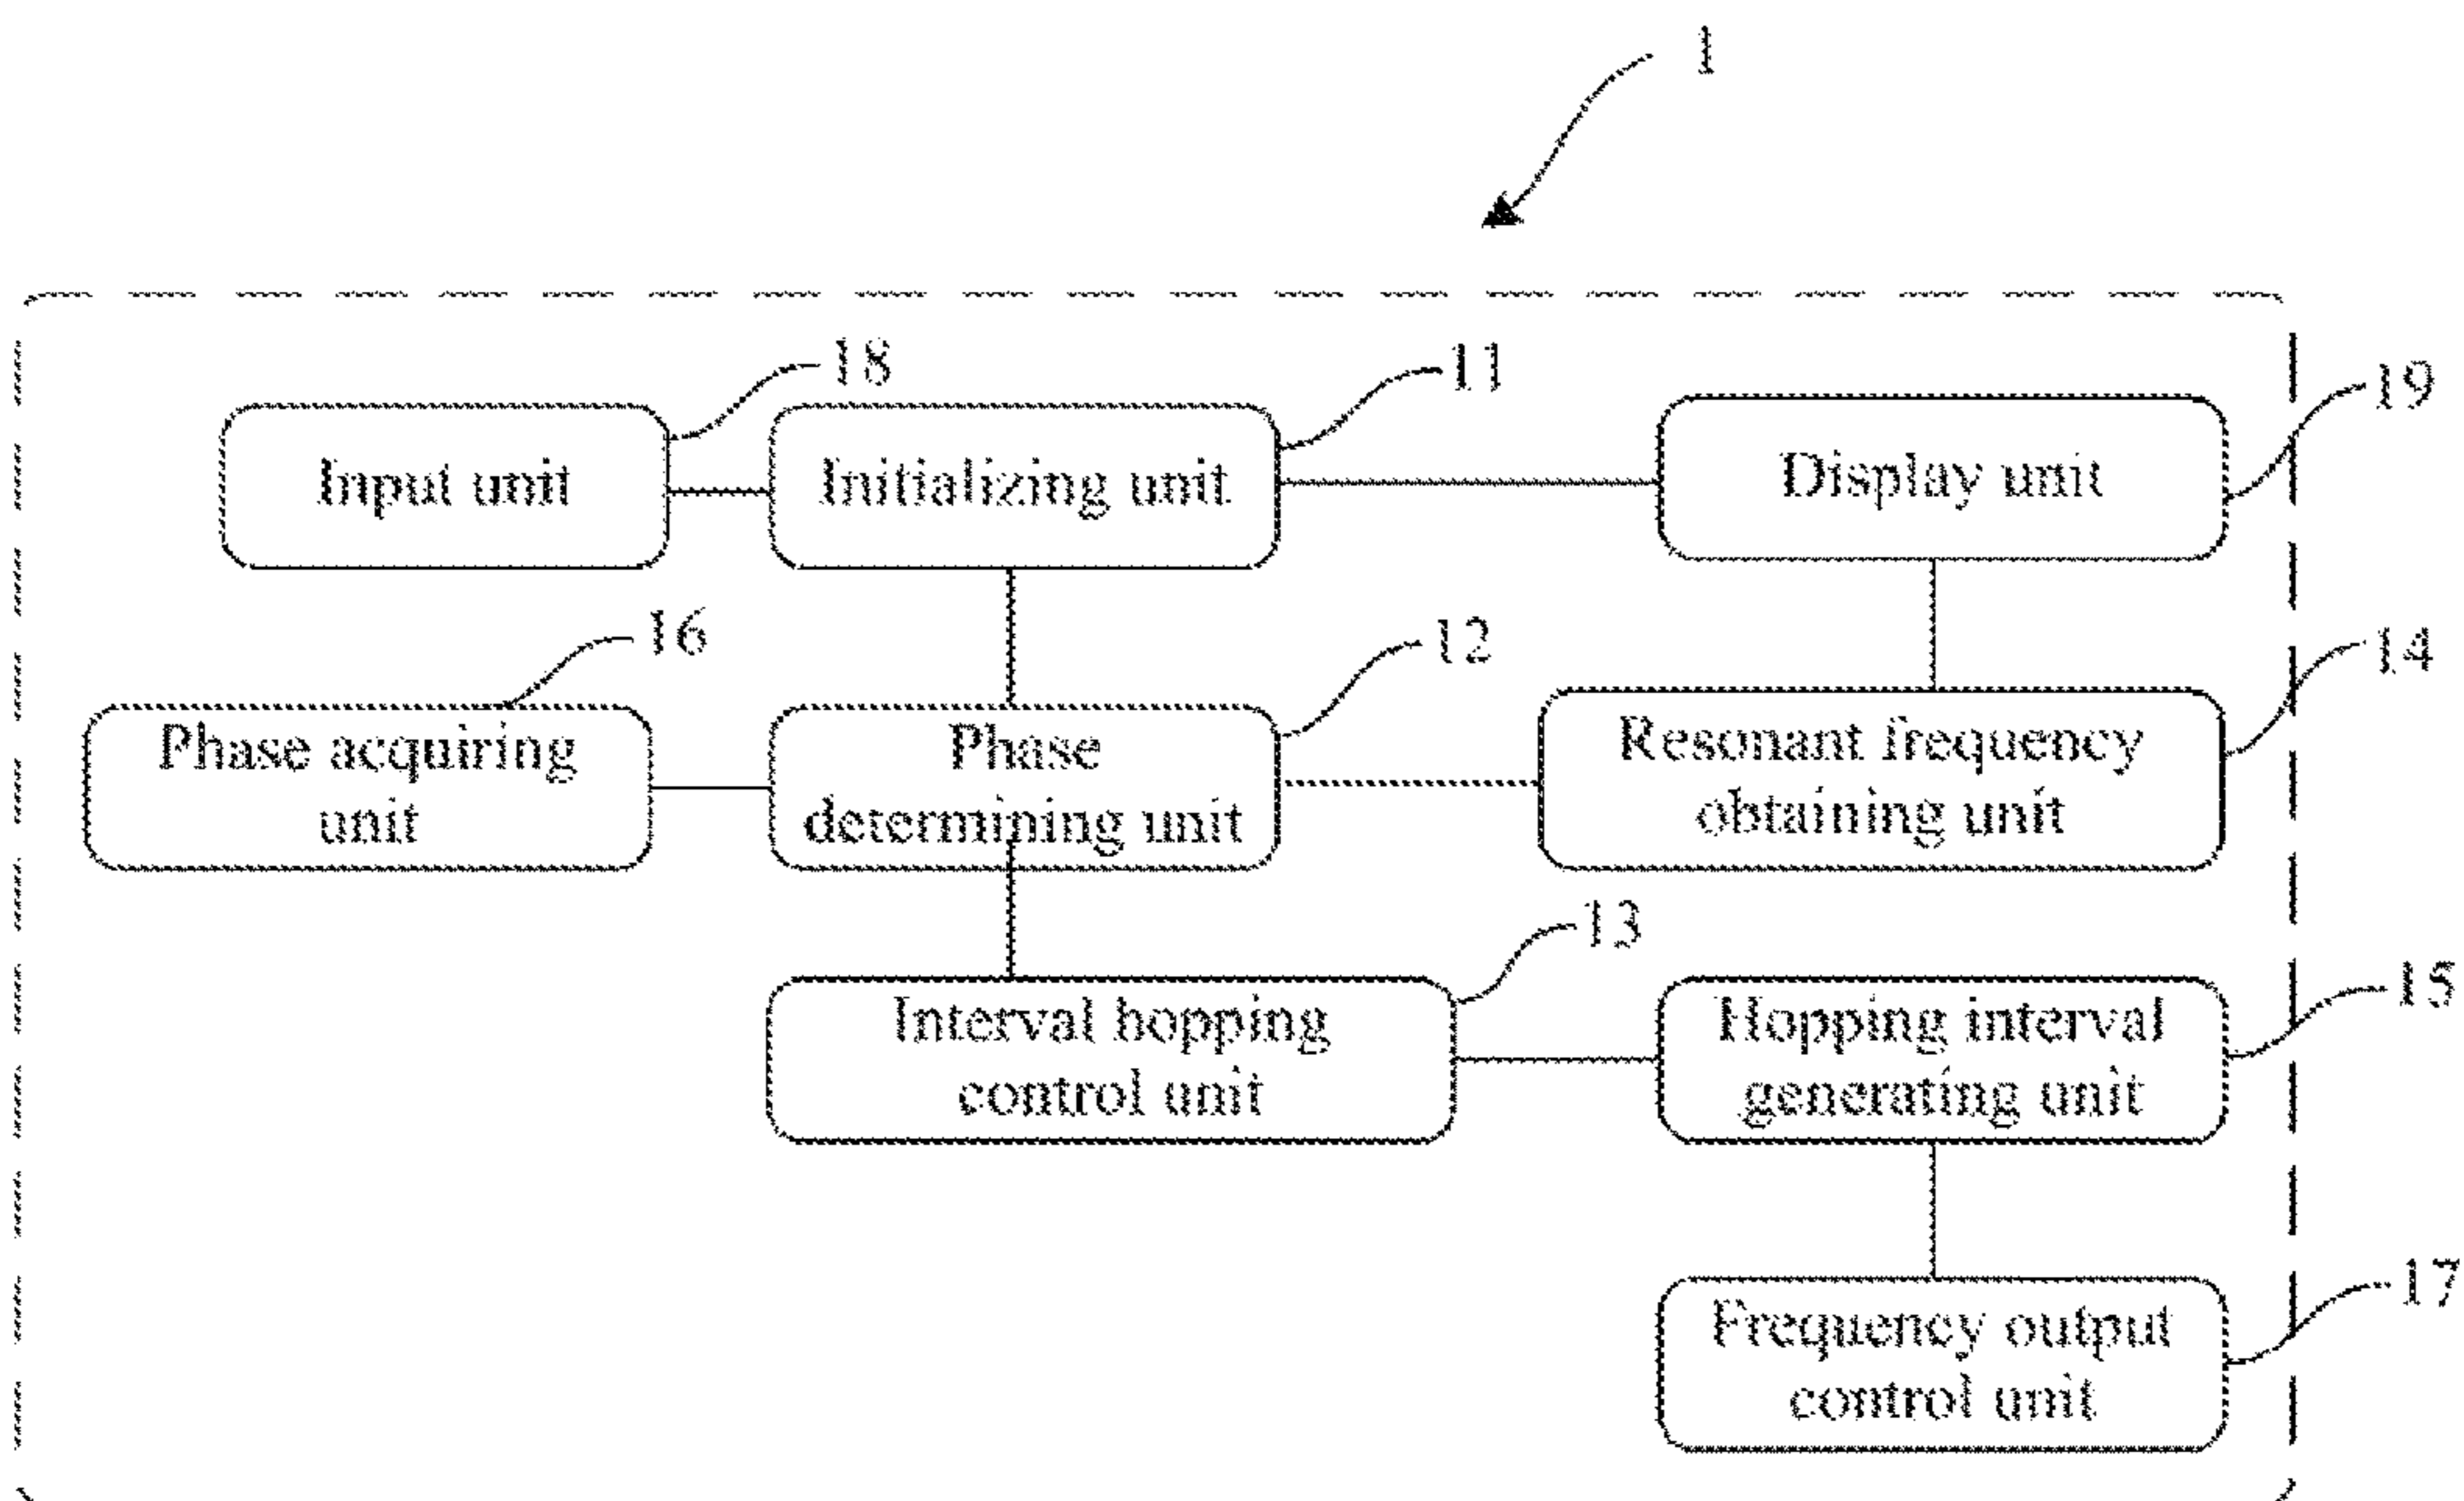 1
18
11
19
Input unit
Initializing unit
Display unit
16
12
14
Phase acquiring
unit
Phase
determining unit
Resonant frequency
obtaining unit
13
15
Interval hopping
control unit
Hopping interval
generating unit
17
Frequency output
control unit